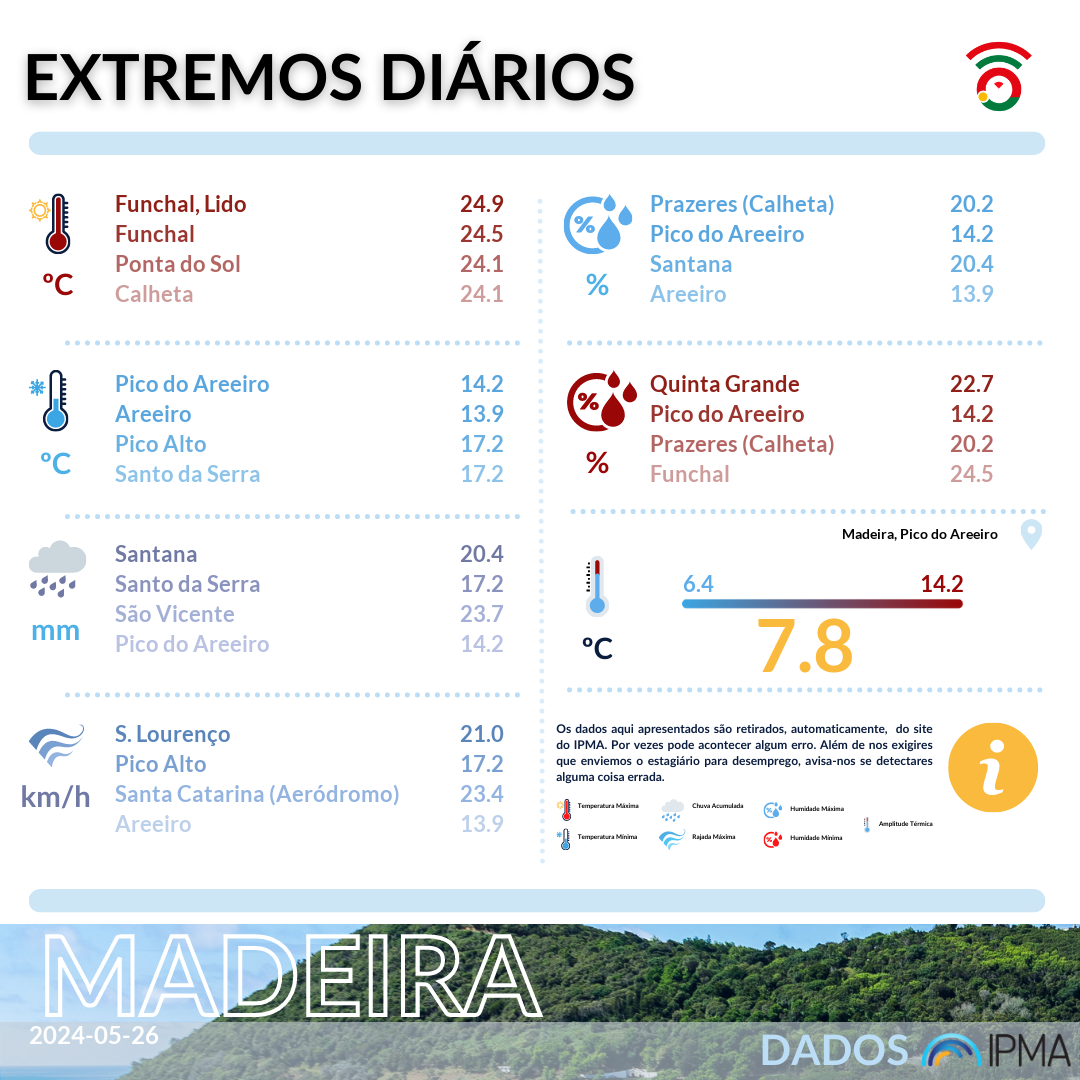 EXTREMOS DIÁRIOS
Funchal, Lido 24.9
Funchal 24.5
Ponta do Sol 24.1
Calheta 24.1
ºC
Pico do Areeiro 14.2
Areeiro 13.9
Pico Alto 17.2
Santo da Serra 17.2
ºC
Santana 20.4
Santo da Serra 17.2
São Vicente 23.7
Pico do Areeiro 14.2
mm
S. Lourenço 21.0
Pico Alto 17.2
Santa Catarina (Aeródromo) 23.4
Areeiro 13.9
km/h
%
Prazeres (Calheta) 20.2
Pico do Areeiro 14.2
Santana 20.4
Areeiro 13.9
%
%
Quinta Grande 22.7
Pico do Areeiro 14.2
Prazeres (Calheta) 20.2
Funchal 24.5
%
Madeira, Pico do Areeiro
6.4 14.2
7.8
ºC
Os dados aqui apresentados são retirados, automaticamente, do site
do IPMA. Por vezes pode acontecer algum erro. Além de nos exigires
que enviemos o estagiário para desemprego, avisa-nos se detectares
alguma coisa errada.
i
Temperatura Máxima Chuva Acumulada Humidade Máxima
Amplitude Térmica
Temperatura Mínima Rajada Máxima Humidade Mínima
MADEIRA
2024-05-26
DADOS IPMA